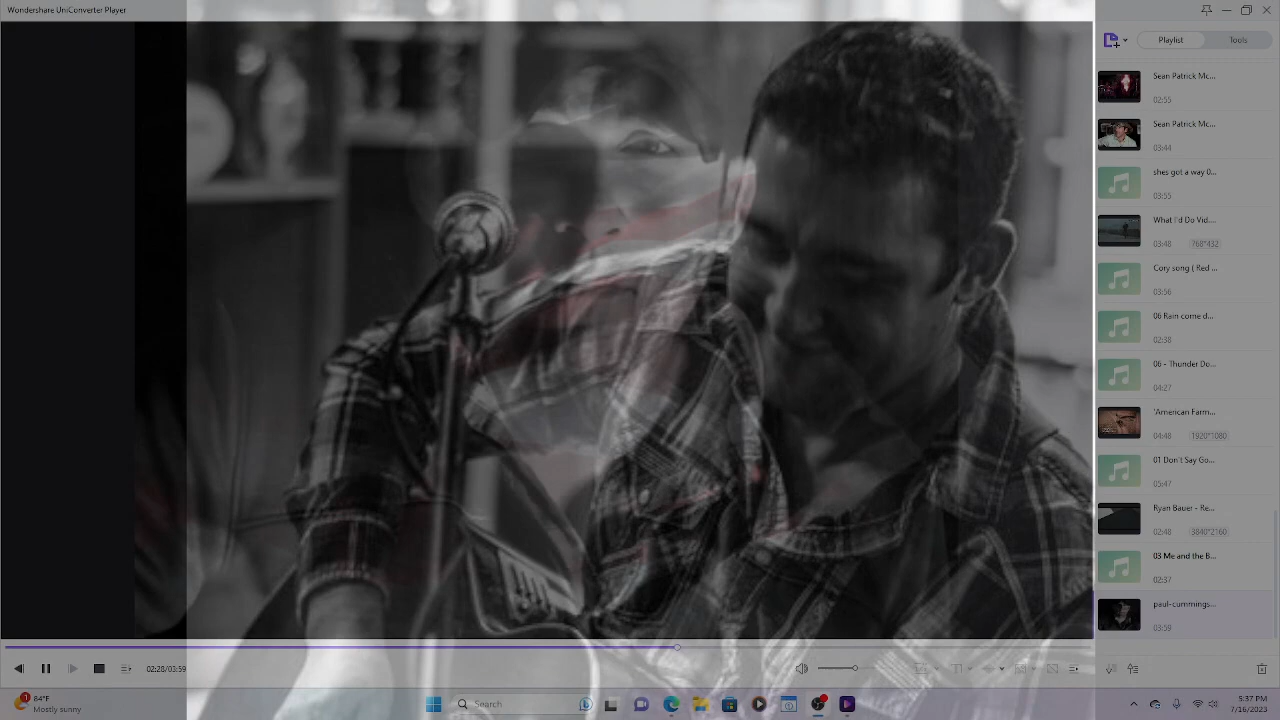 Wondershare UniConverter Player
Playlist
Tools
Sean Patrick Mc...
02:55
Sean Patrick Mc...
03:44
shes got a way 0...
03:55
What I'd Do Vid...
03:48 768*432
Cory song ( Red ...
03:56
06 Rain come d...
02:38
06 - Thunder Do...
04:27
'American Farm...
04:48 1920*1080
01 Don't Say Go...
05:47
Ryan Bauer - Re...
02:48 3840*2160
03 Me and the B...
02:37
paul-cummings...
03:59
02:28/03:59
1
84°F
Mostly sunny
Search
5:37 PM
7/16/2023